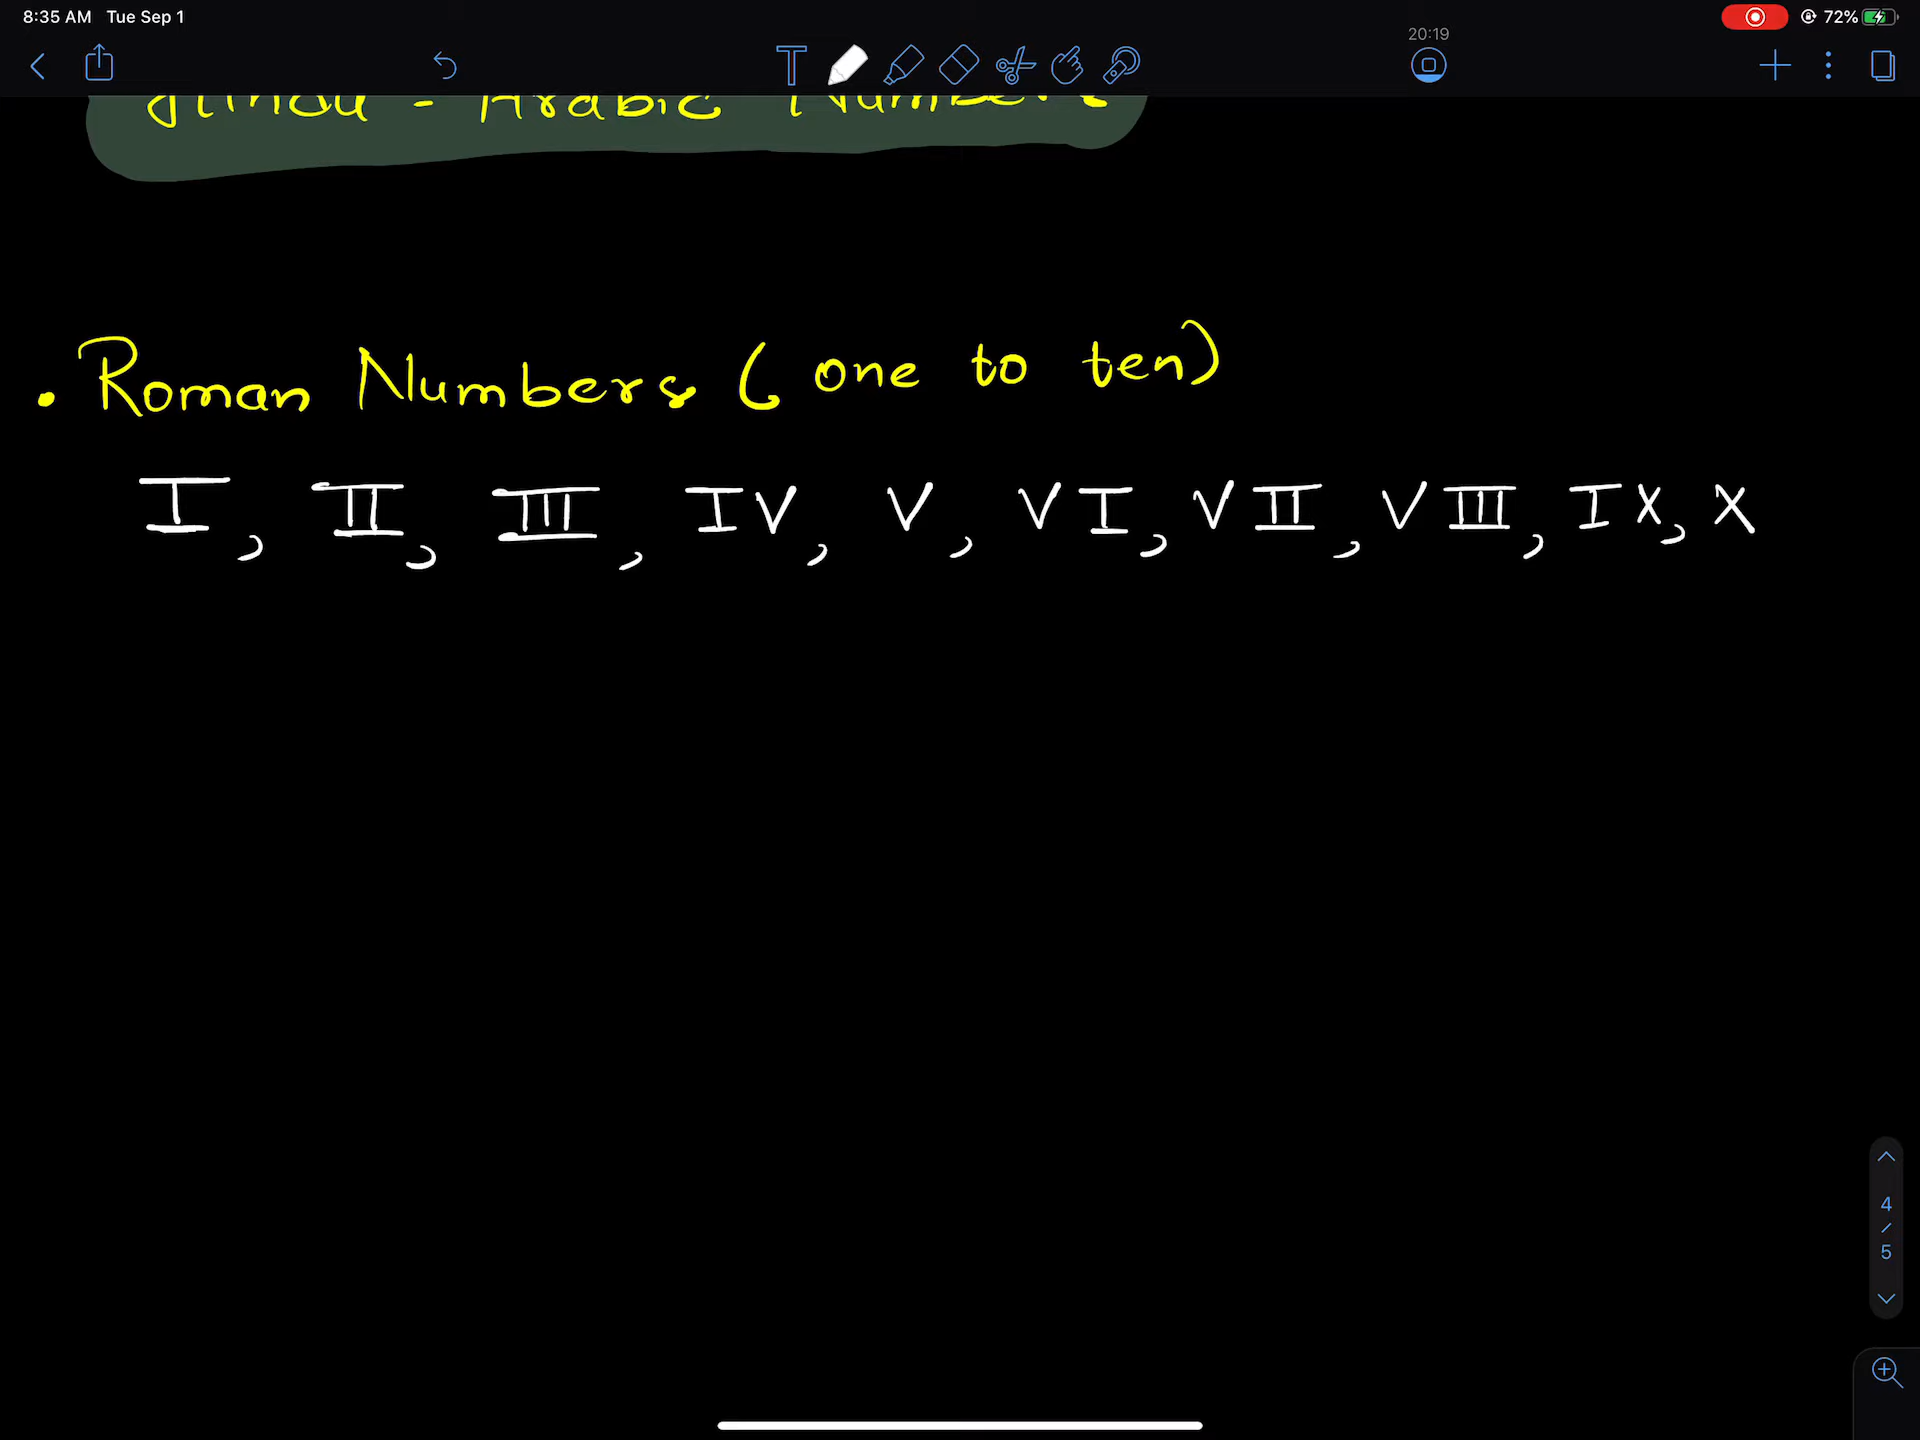 8:35 AM Tue Sep 1
72%
20:19
Hindu - Arabic Numbers
. Roman Numbers ( one to ten)
I, II, III, IV, V, VI, VII, VIII, IX, X
4
/
5